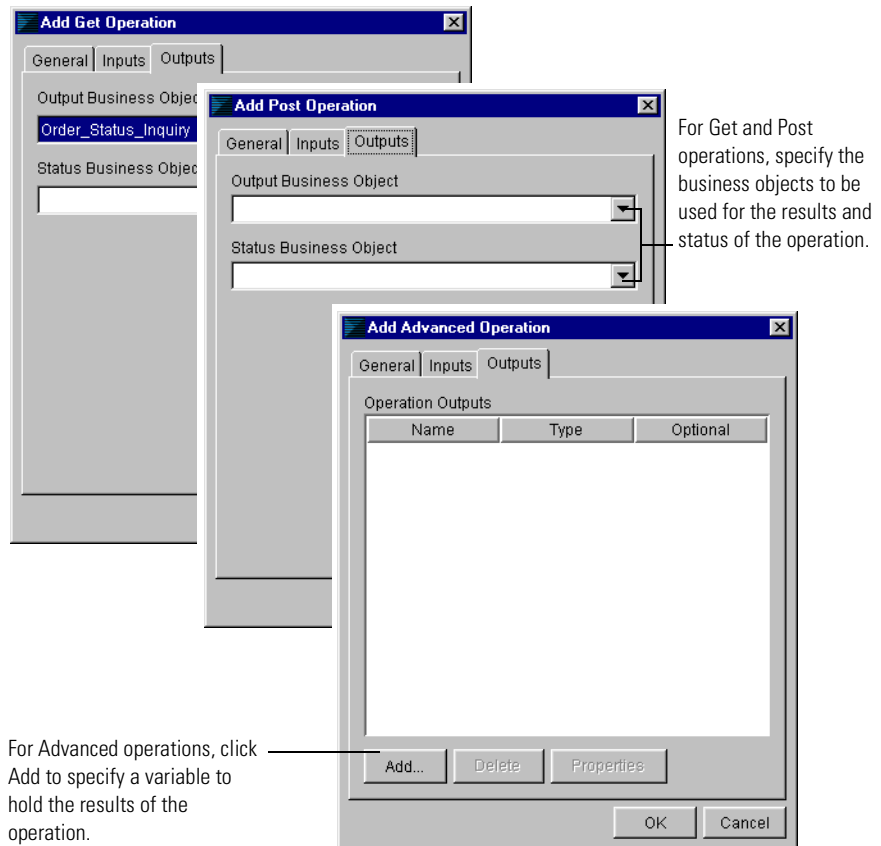 Add Get Operation
General Inputs Outputs
Output Business Objec
Order_Status_Inquiry
Status Business Objec
Add Post Operation
General Inputs Outputs
Output Business Object
Status Business Object
For Get and Post
operations, specify the
business objects to be
used for the results and
status of the operation.
Add Advanced Operation
General Inputs Outputs
Operation Outputs
Name Type Optional
Add... Delete Properties
OK Cancel
For Advanced operations, click
Add to specify a variable to
hold the results of the
operation.